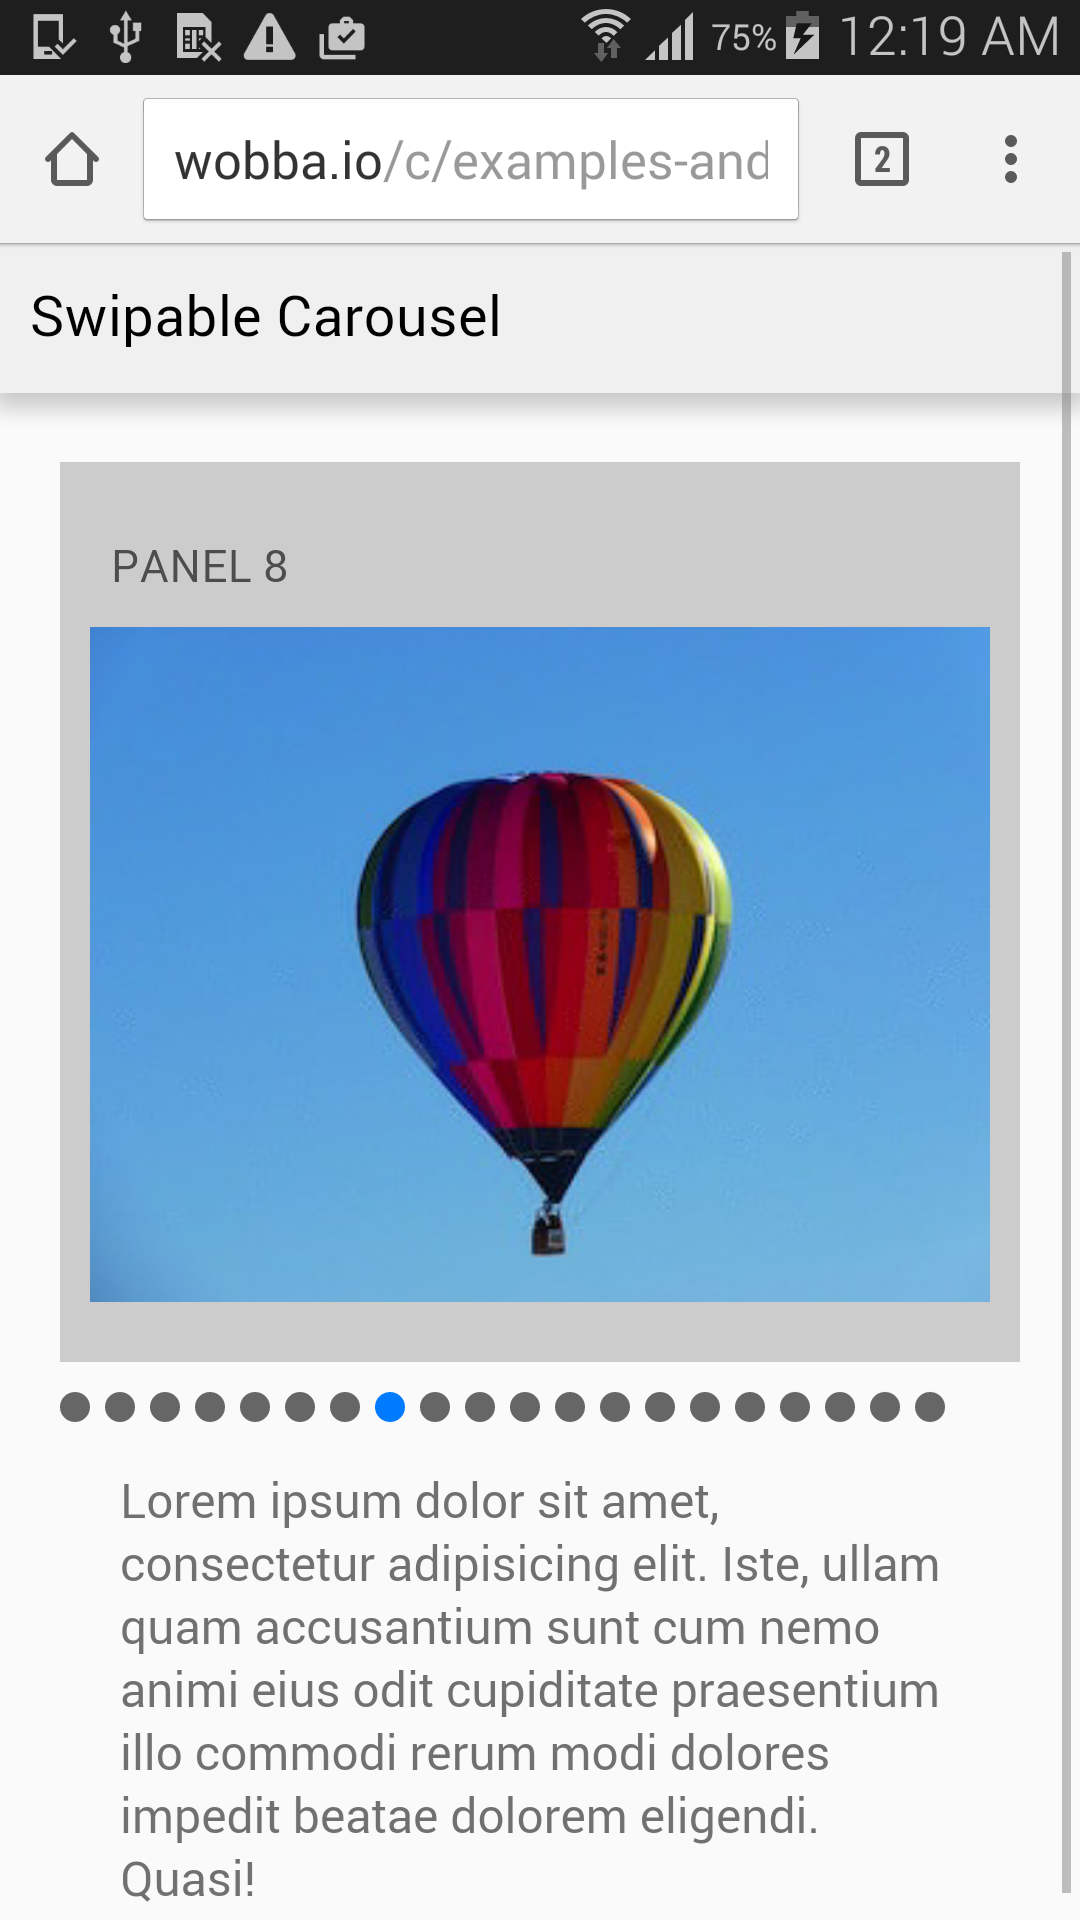 75% 12:19 AM
wobba.io/c/examples-and
2
Swipable Carousel
PANEL 8
Lorem ipsum dolor sit amet,
consectetur adipisicing elit. Iste, ullam
quam accusantium sunt cum nemo
animi eius odit cupiditate praesentium
illo commodi rerum modi dolores
impedit beatae dolorem eligendi.
Quasi!